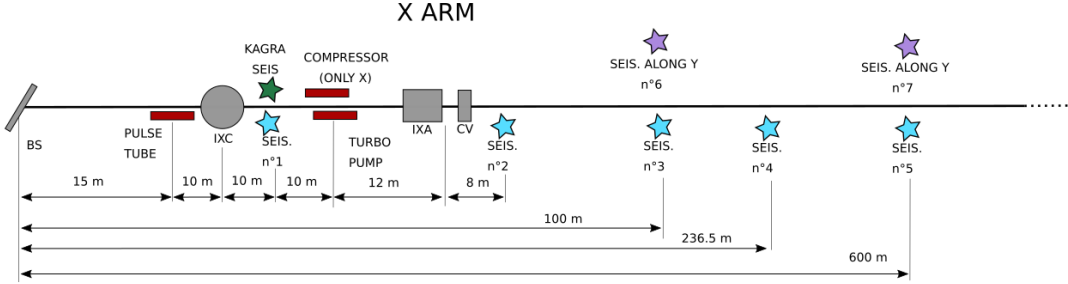 X ARM
KAGRA
SEIS
COMPRESSOR
(ONLY X)
SEIS. ALONG Y
n°6
SEIS. ALONG Y
n°7
BS
PULSE
TUBE
IXC
SEIS.
n°1
TURBO
PUMP
IXA
CV
SEIS.
n°2
SEIS.
n°3
SEIS.
n°4
SEIS.
n°5
15 m
10 m
10 m
10 m
12 m
8 m
100 m
236.5 m
600 m